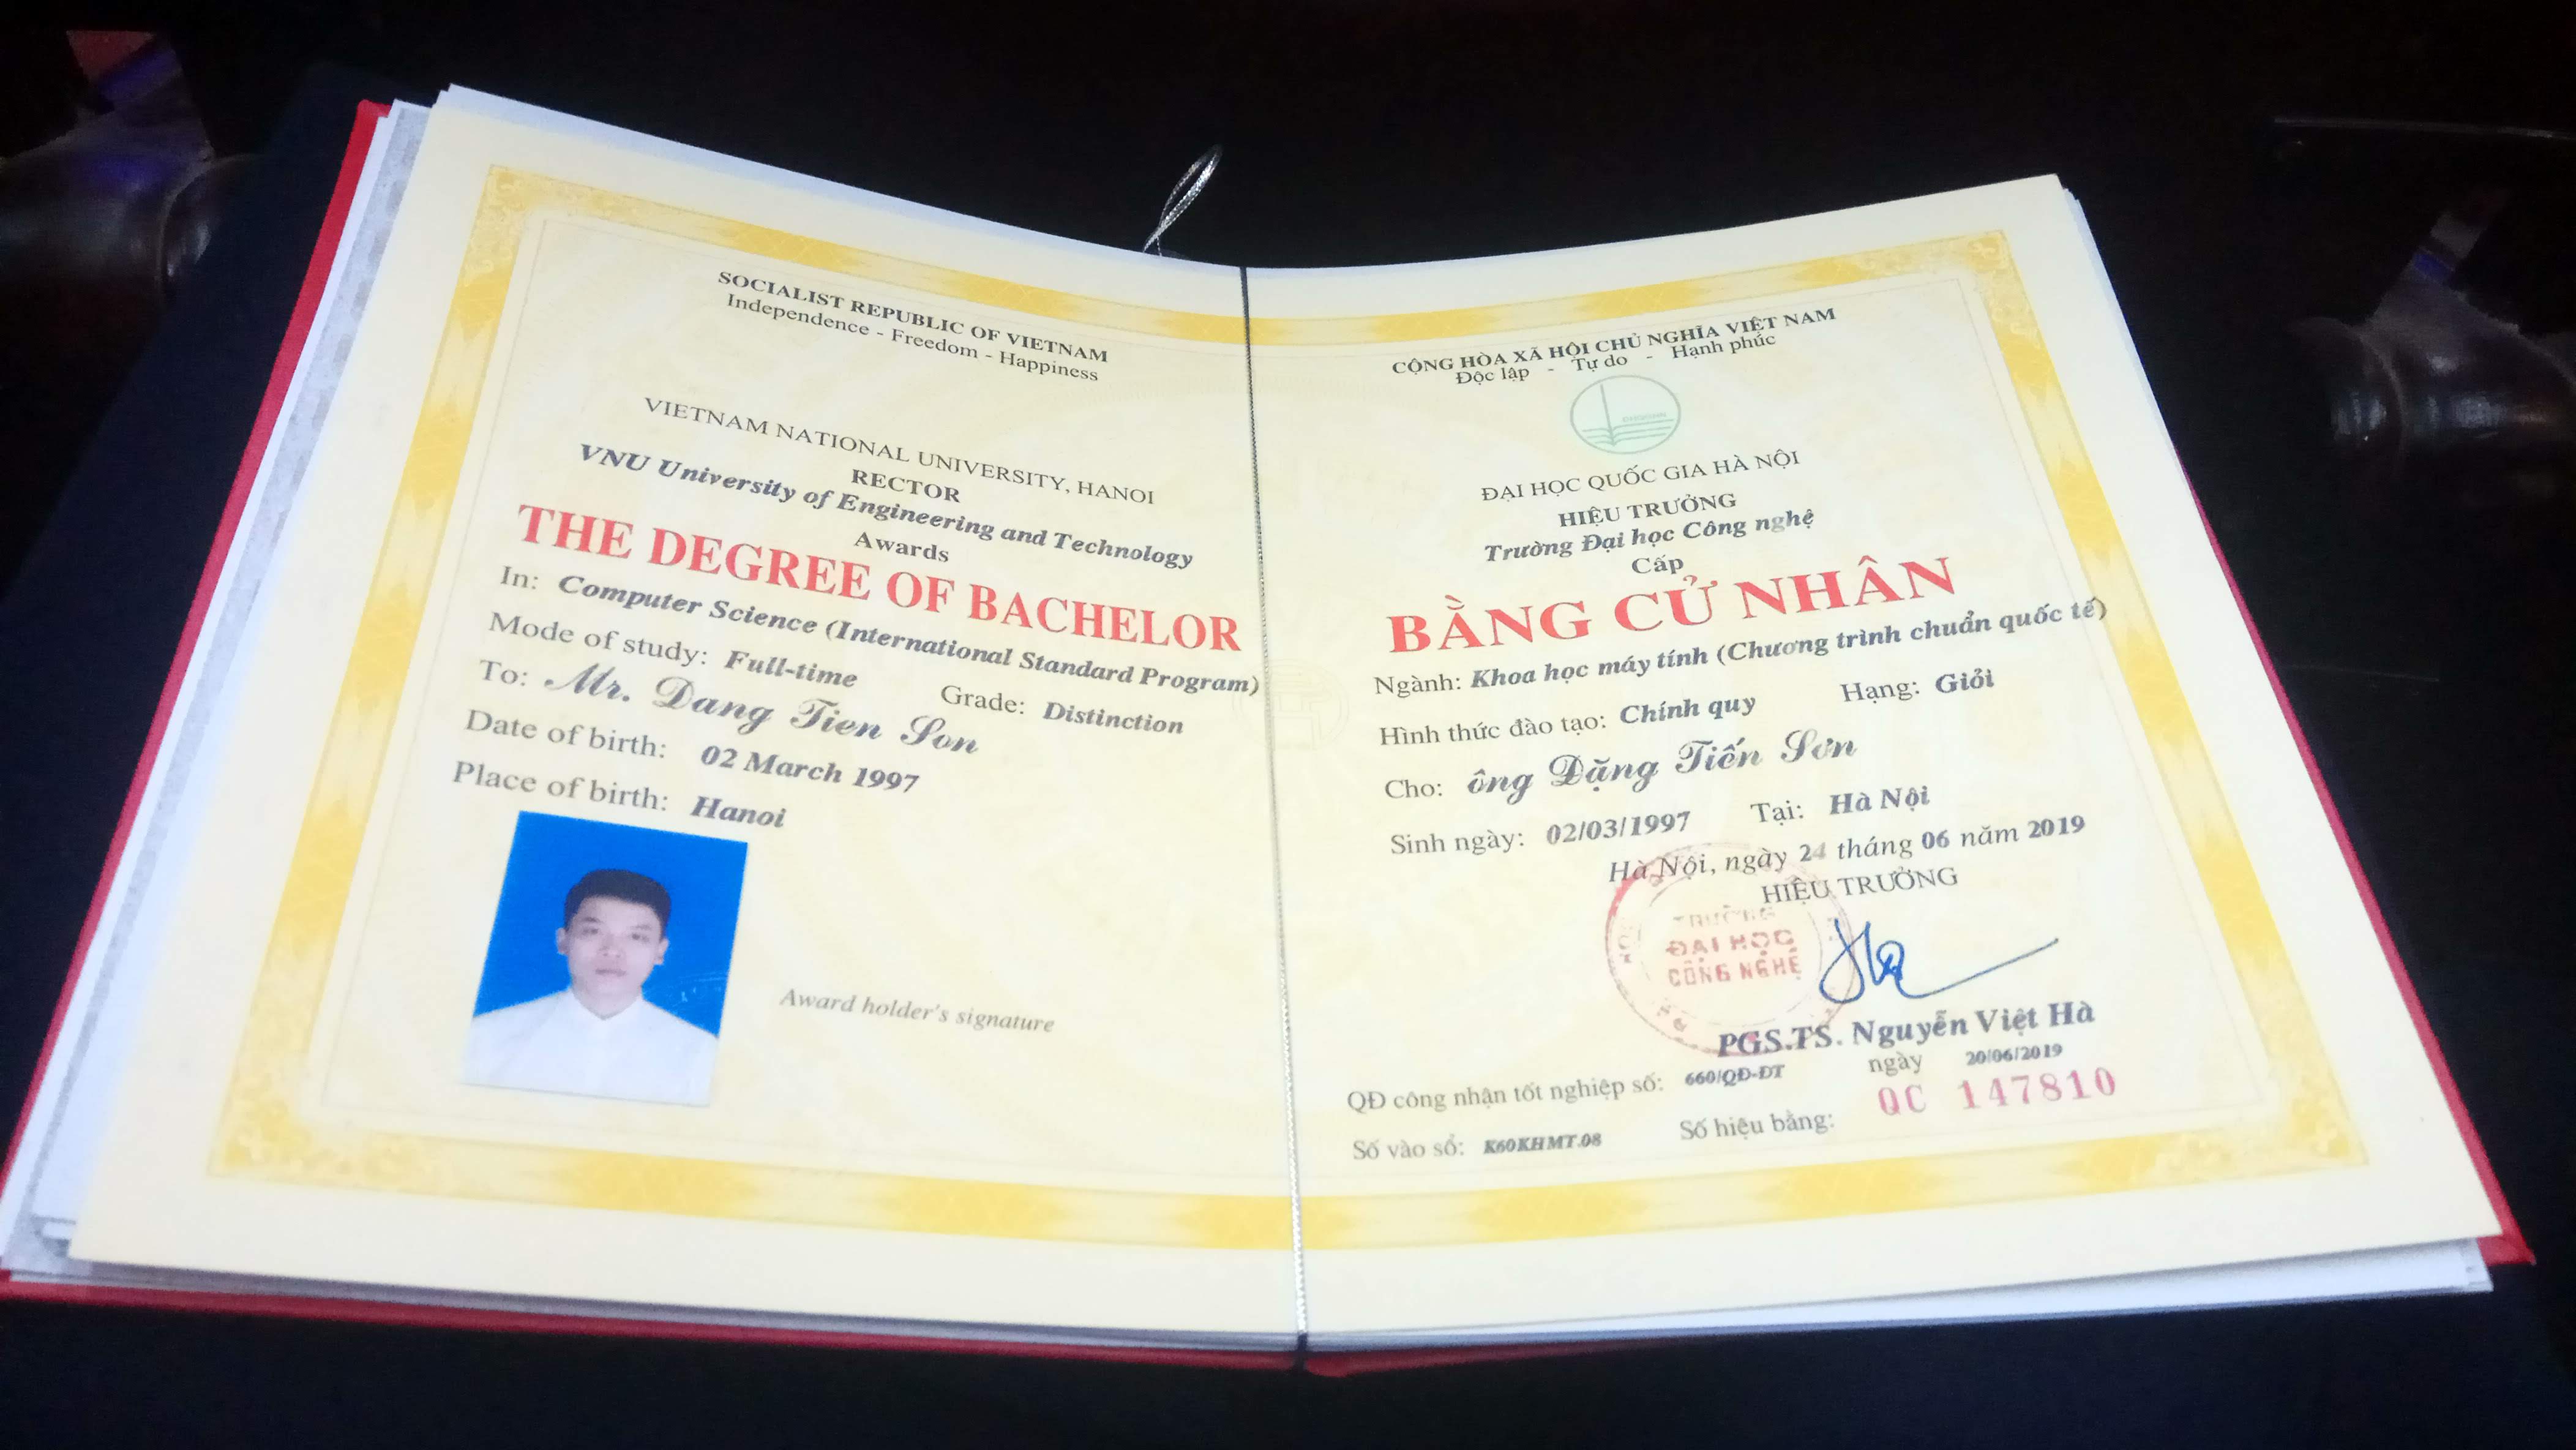 SOCIALIST REPUBLIC OF VIETNAM
Independence - Freedom - Happiness
VIETNAM NATIONAL UNIVERSITY, HANOI
RECTOR
VNU University of Engineering and Technology
Awards
THE DEGREE OF BACHELOR
In: Computer Science (International Standard Program)
Mode of study: Full-time Grade: Distinction
To: Mr. Dang Tien Son
Date of birth: 02 March 1997
Place of birth: Hanoi
Award holder's signature
CỘNG HÒA XÃ HỘI CHỦ NGHĨA VIỆT NAM
Độc lập - Tự do - Hạnh phúc
ĐẠI HỌC QUỐC GIA HÀ NỘI
HIỆU TRƯỞNG
Trường Đại học Công nghệ
Cấp
BẰNG CỬ NHÂN
Ngành: Khoa học máy tính (Chương trình chuẩn quốc tế)
Hình thức đào tạo: Chính quy Hạng: Giỏi
Cho: ông Đặng Tiến Sơn
Sinh ngày: 02/03/1997 Tại: Hà Nội
Hà Nội, ngày 24 tháng 06 năm 2019
HIỆU TRƯỞNG
TRƯỜNG
ĐẠI HỌC
CÔNG NGHỆ
PGS.TS. Nguyễn Việt Hà
QĐ công nhận tốt nghiệp số: 660/QĐ-ĐT ngày 20/06/2019
Số vào sổ: K60KHMT.08 Số hiệu bằng: QC 147810